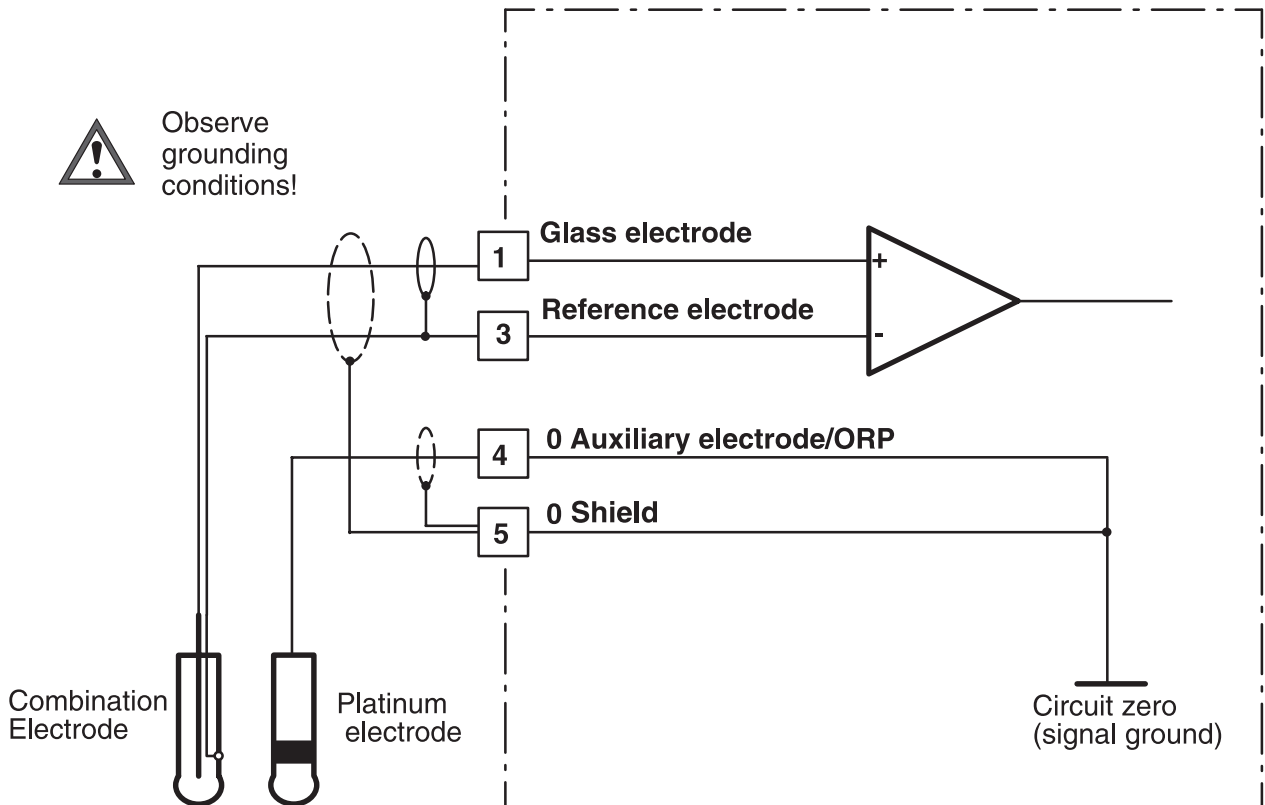 Observe
grounding
conditions!
1
Glass electrode
+
3
Reference electrode
-
4
0 Auxiliary electrode/ORP
5
0 Shield
Combination
Electrode
Platinum
electrode
Circuit zero
(signal ground)